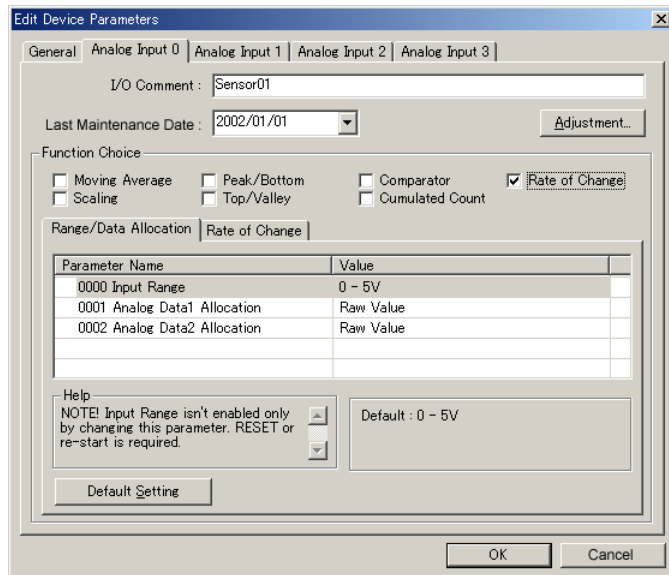 Edit Device Parameters
General Analog Input 0 Analog Input 1 Analog Input 2 Analog Input 3
I/O Comment : Sensor01
Last Maintenance Date : 2002/01/01 Adjustment...
Function Choice
Moving Average Peak/Bottom Comparator Rate of Change
Scaling Top/Valley Cumulated Count
Range/Data Allocation Rate of Change
Parameter Name Value
0000 Input Range 0 - 5V
0001 Analog Data1 Allocation Raw Value
0002 Analog Data2 Allocation Raw Value
Help
NOTE! Input Range isn't enabled only
by changing this parameter. RESET or
re-start is required.
Default : 0 - 5V
Default Setting
OK Cancel